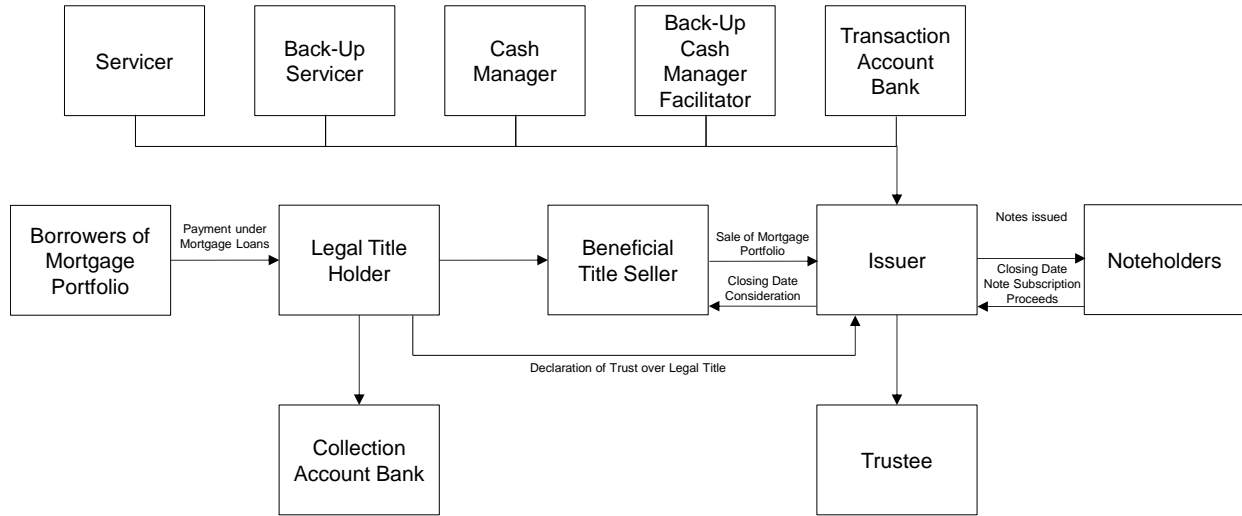 Servicer
Back-Up
Servicer
Cash
Manager
Back-Up
Cash
Manager
Facilitator
Transaction
Account
Bank
Borrowers of
Mortgage
Portfolio
Payment under
Mortgage Loans
Legal Title
Holder
Beneficial
Title Seller
Sale of Mortgage
Portfolio
Closing Date
Consideration
Issuer
Notes issued
Closing Date
Note Subscription
Proceeds
Noteholders
Declaration of Trust over Legal Title
Collection
Account Bank
Trustee